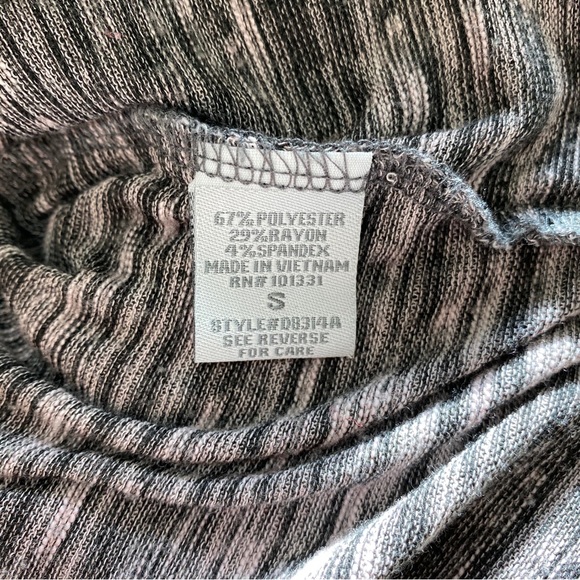 67% POLYESTER
29% RAYON
4% SPANDEX
MADE IN VIETNAM
RN# 101331
S
STYLE#D8314A
SEE REVERSE
FOR CARE